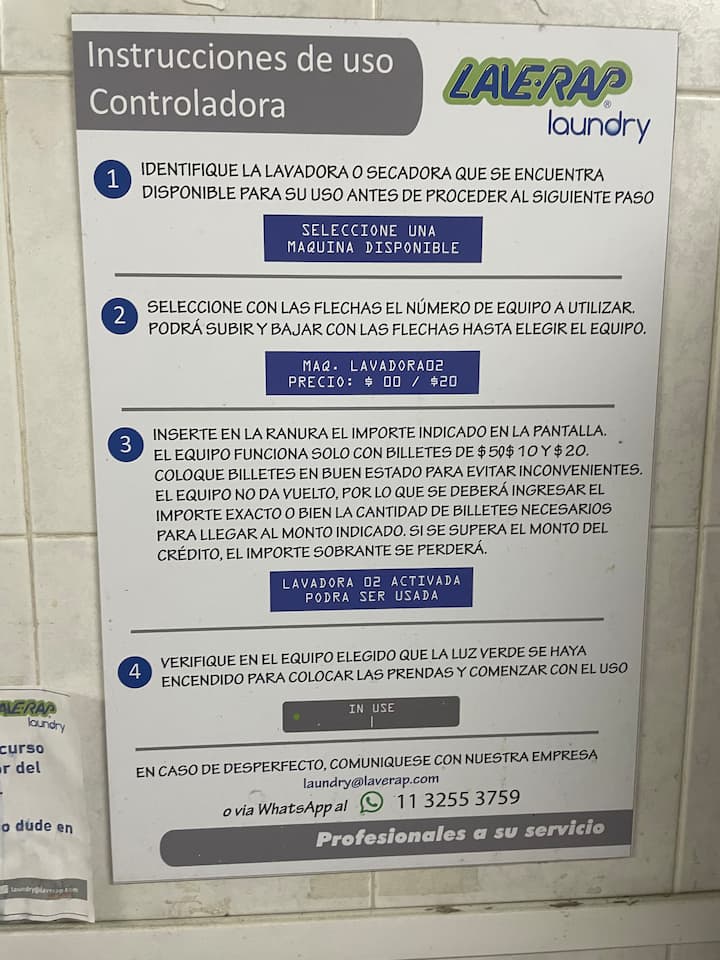 Instrucciones de uso
Controladora
LAVE-RAP
®
laundry
1
IDENTIFIQUE LA LAVADORA O SECADORA QUE SE ENCUENTRA
DISPONIBLE PARA SU USO ANTES DE PROCEDER AL SIGUIENTE PASO
SELECCIONE UNA
MAQUINA DISPONIBLE
2
SELECCIONE CON LAS FLECHAS EL NÚMERO DE EQUIPO A UTILIZAR.
PODRÁ SUBIR Y BAJAR CON LAS FLECHAS HASTA ELEGIR EL EQUIPO.
MAQ. LAVADORA02
PRECIO: $ 00 / $20
3
INSERTE EN LA RANURA EL IMPORTE INDICADO EN LA PANTALLA.
EL EQUIPO FUNCIONA SOLO CON BILLETES DE $50$10 Y $20.
COLOQUE BILLETES EN BUEN ESTADO PARA EVITAR INCONVENIENTES.
EL EQUIPO NO DA VUELTO, POR LO QUE SE DEBERÁ INGRESAR EL
IMPORTE EXACTO O BIEN LA CANTIDAD DE BILLETES NECESARIOS
PARA LLEGAR AL MONTO INDICADO. SI SE SUPERA EL MONTO DEL
CRÉDITO, EL IMPORTE SOBRANTE SE PERDERÁ.
LAVADORA 02 ACTIVADA
PODRA SER USADA
4
VERIFIQUE EN EL EQUIPO ELEGIDO QUE LA LUZ VERDE SE HAYA
ENCENDIDO PARA COLOCAR LAS PRENDAS Y COMENZAR CON EL USO
IN USE
EN CASO DE DESPERFECTO, COMUNIQUESE CON NUESTRA EMPRESA
laundry@laverap.com
o via WhatsApp al 11 3255 3759
Profesionales a su servicio
AVE-RAP
laundry
curso
r del
o dude en
laundry@laverap.com